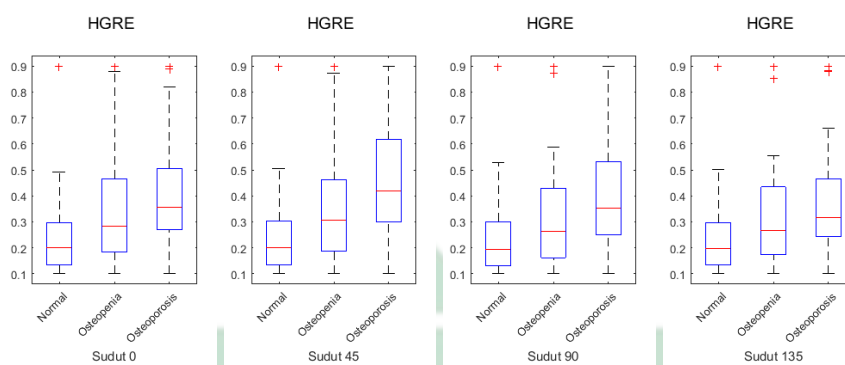 HGRE
0.9
0.8
0.7
0.6
0.5
0.4
0.3
0.2
0.1
Normal
Osteopenia
Osteoporosis
Sudut 0
HGRE
0.9
0.8
0.7
0.6
0.5
0.4
0.3
0.2
0.1
Normal
Osteopenia
Osteoporosis
Sudut 45
HGRE
0.9
0.8
0.7
0.6
0.5
0.4
0.3
0.2
0.1
Normal
Osteopenia
Osteoporosis
Sudut 90
HGRE
0.9
0.8
0.7
0.6
0.5
0.4
0.3
0.2
0.1
Normal
Osteopenia
Osteoporosis
Sudut 135